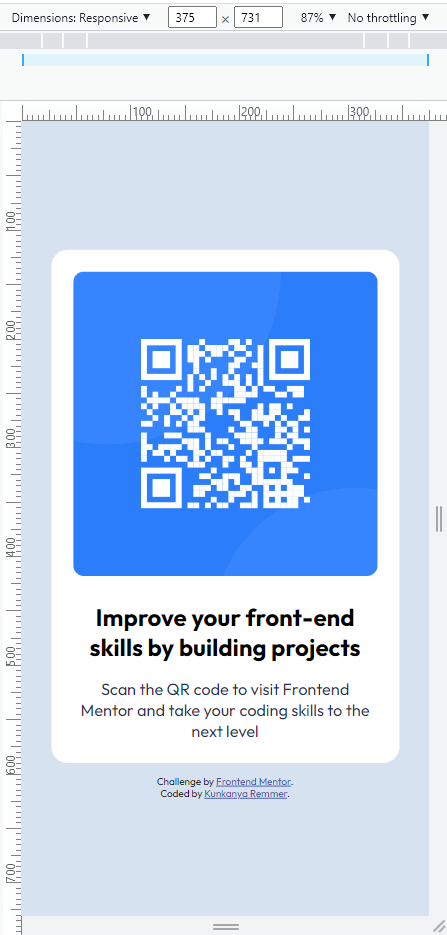 Dimensions: Responsive ▼ 375 × 731 87% ▼ No throttling ▼
100 200 300
100
200
300
400
500
600
700
Improve your front-end
skills by building projects
Scan the QR code to visit Frontend
Mentor and take your coding skills to the
next level
Challenge by Frontend Mentor.
Coded by Kunkanya Remmer.